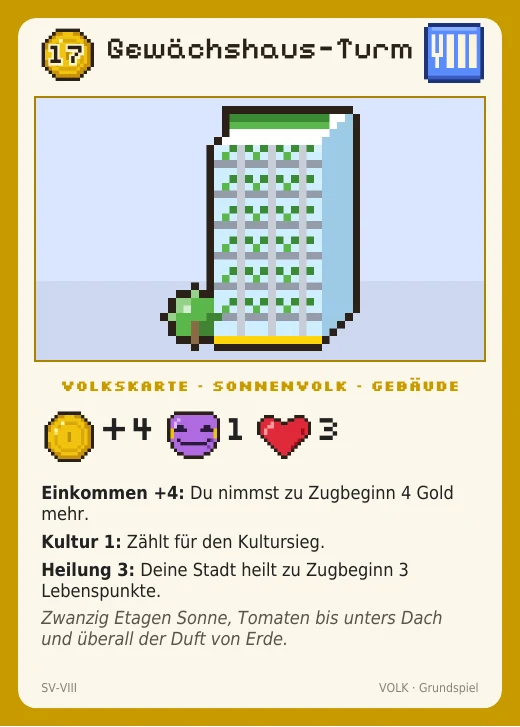 17 Gewächshaus-Turm VIII
VOLKSKARTE · SONNENVOLK · GEBÄUDE
+4 1 3
Einkommen +4: Du nimmst zu Zugbeginn 4 Gold
mehr.
Kultur 1: Zählt für den Kultursieg.
Heilung 3: Deine Stadt heilt zu Zugbeginn 3
Lebenspunkte.
Zwanzig Etagen Sonne, Tomaten bis unters Dach
und überall der Duft von Erde.
SV-VIII VOLK · Grundspiel